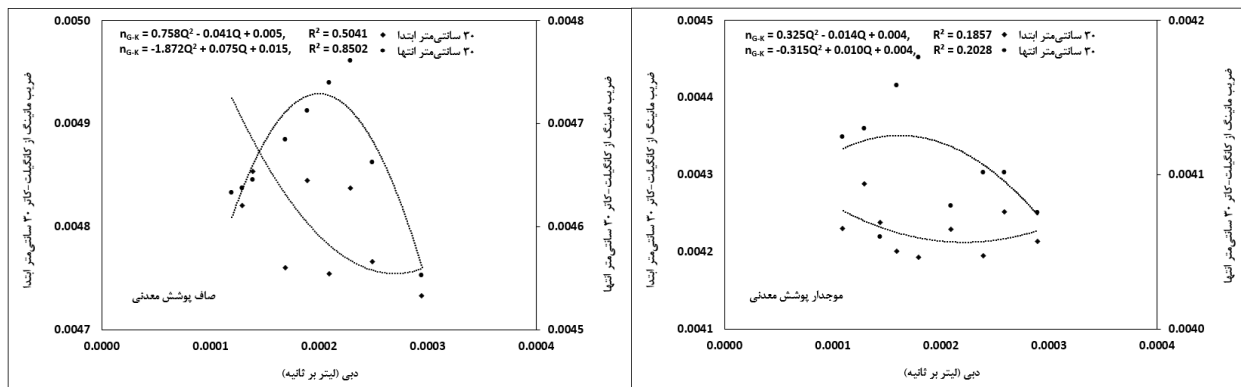 n_G-K = 0.758Q² - 0.041Q + 0.005,   R² = 0.5041   ۳۰ سانتی‌متر ابتدا
n_G-K = -1.872Q² + 0.075Q + 0.015,   R² = 0.8502   ۳۰ سانتی‌متر انتها
ضریب مانینگ از کانگیلت-کاتر ۳۰ سانتی‌متر ابتدا
0.0050
0.0049
0.0048
0.0047
صاف پوشش معدنی
0.0048
0.0047
0.0046
0.0045
ضریب مانینگ از کانگیلت-کاتر ۳۰ سانتی‌متر انتها
0.0000 0.0001 0.0002 0.0003 0.0004
دبی (لیتر بر ثانیه)
n_G-K = 0.325Q² - 0.014Q + 0.004,   R² = 0.1857   ۳۰ سانتی‌متر ابتدا
n_G-K = -0.315Q² + 0.010Q + 0.004,   R² = 0.2028   ۳۰ سانتی‌متر انتها
ضریب مانینگ از کانگیلت-کاتر ۳۰ سانتی‌متر ابتدا
0.0045
0.0044
0.0043
0.0042
0.0041
موجدار پوشش معدنی
0.0042
0.0041
0.0040
ضریب مانینگ از کانگیلت-کاتر ۳۰ سانتی‌متر انتها
0.0000 0.0001 0.0002 0.0003 0.0004
دبی (لیتر بر ثانیه)